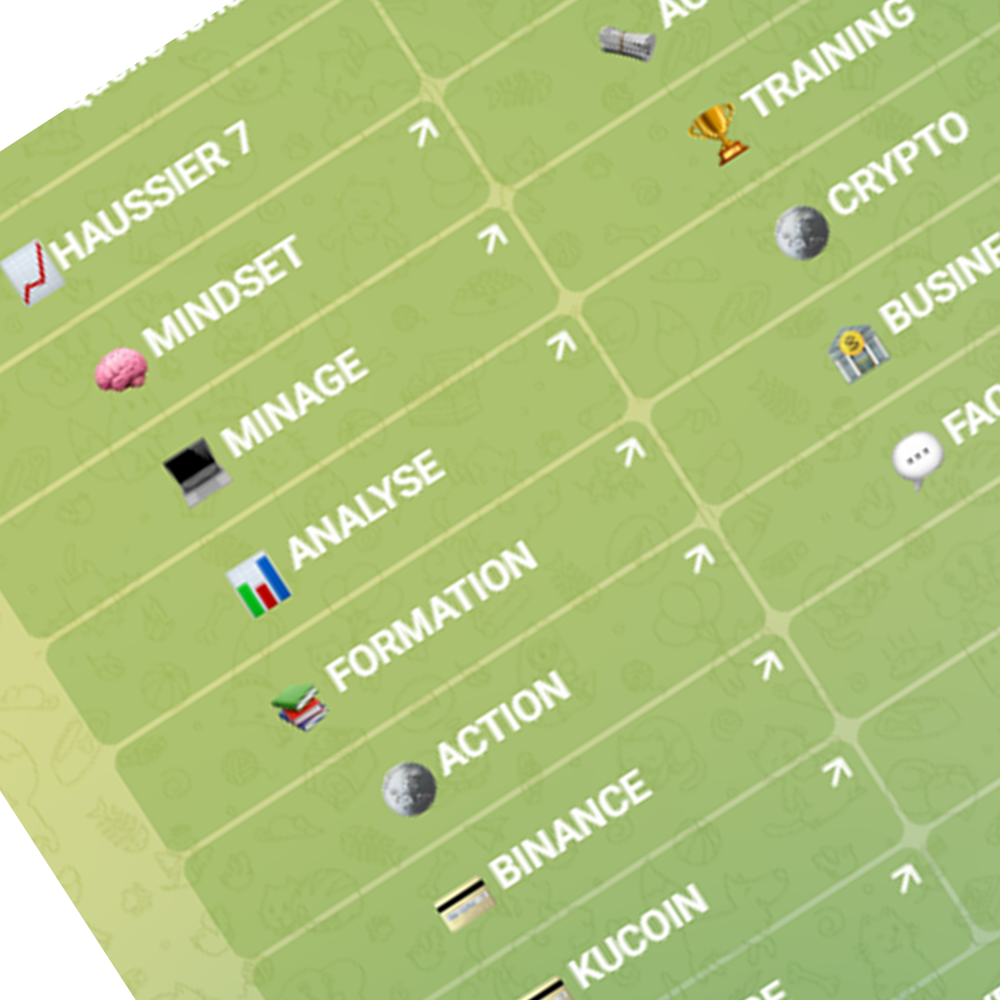 HAUSSIER 7
MINDSET
MINAGE
ANALYSE
FORMATION
ACTION
BINANCE
KUCOIN
TRAINING
CRYPTO